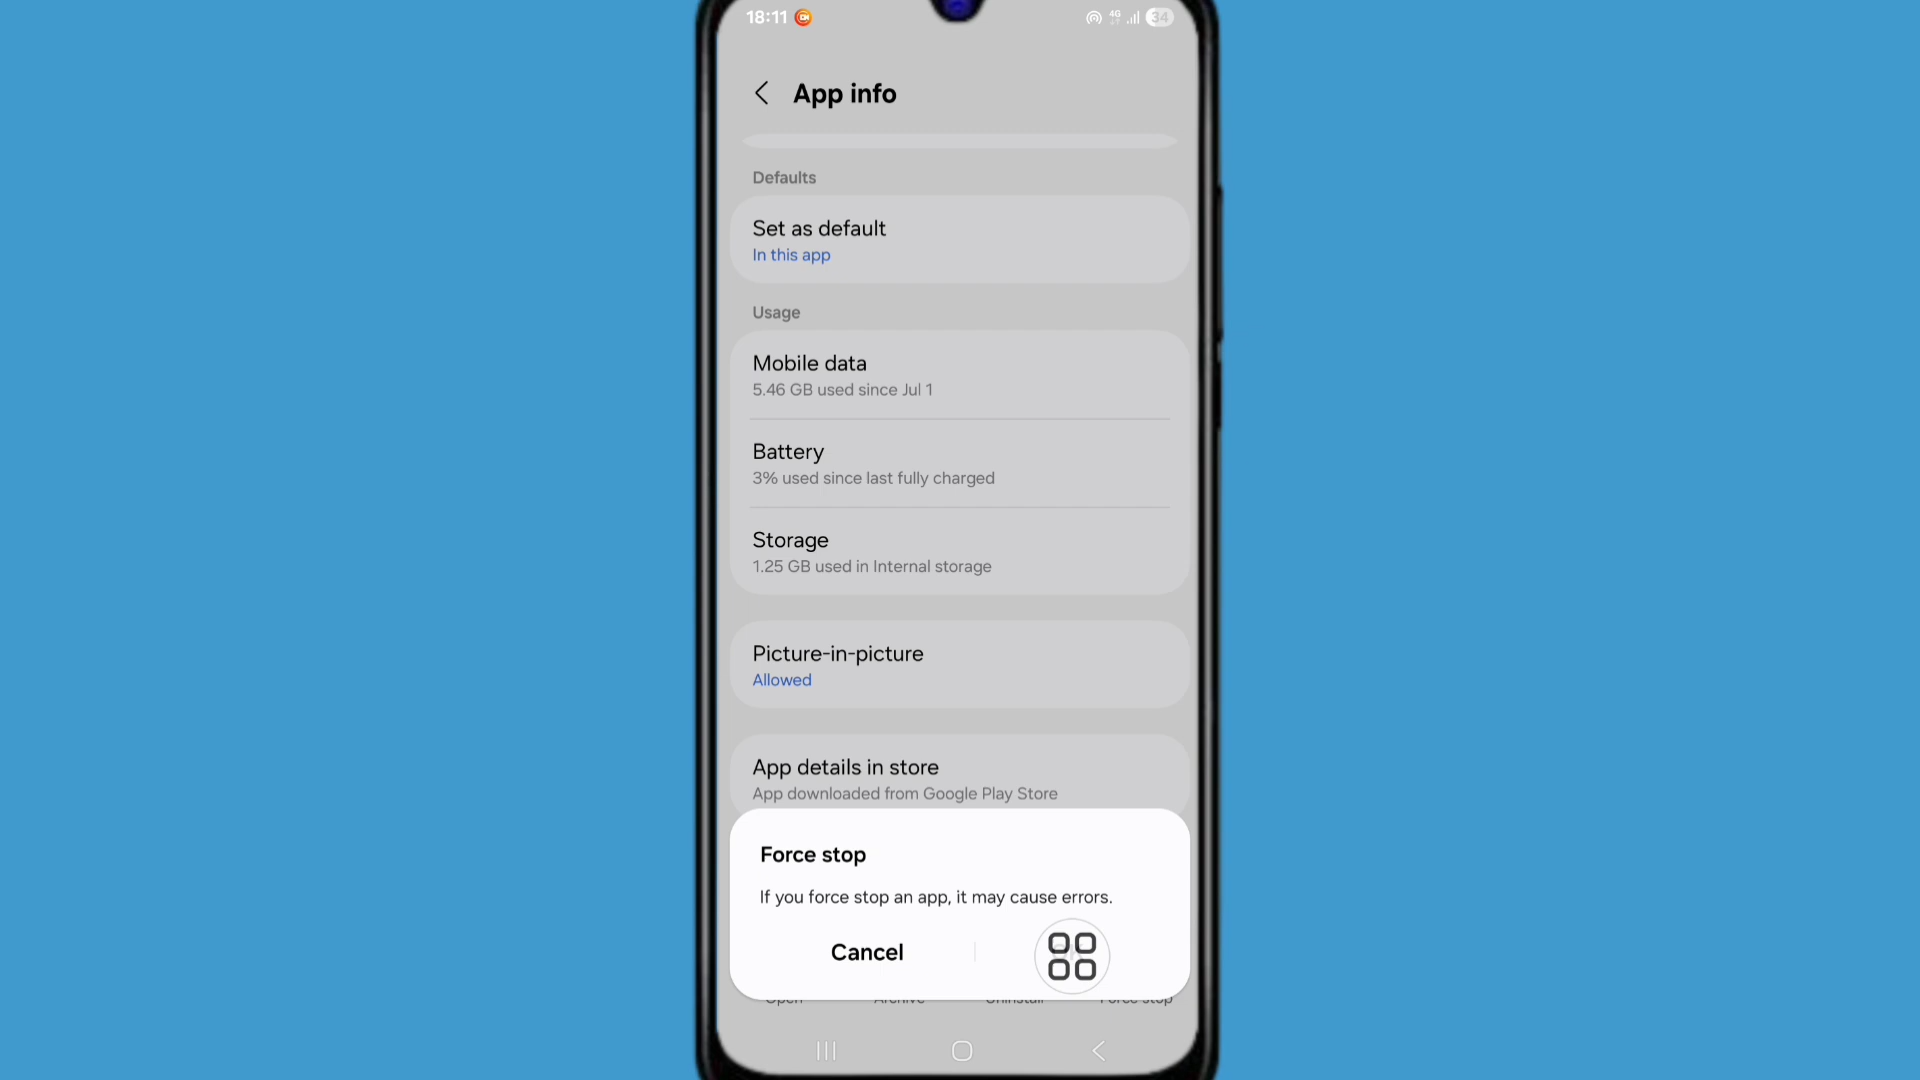 18:11
4G
34
App info
Defaults
Set as default
In this app
Usage
Mobile data
5.46 GB used since Jul 1
Battery
3% used since last fully charged
Storage
1.25 GB used in Internal storage
Picture-in-picture
Allowed
App details in store
App downloaded from Google Play Store
Force stop
If you force stop an app, it may cause errors.
Cancel
Open Archive Uninstall Force stop